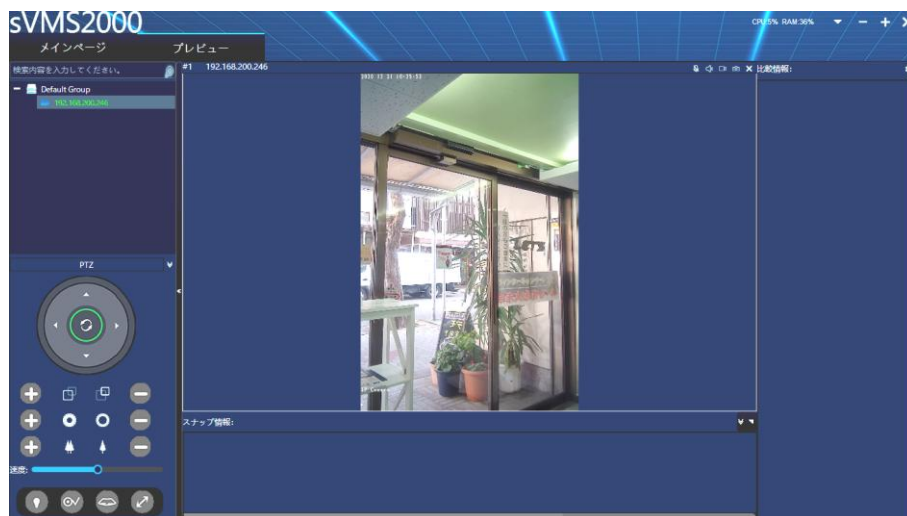 sVMS2000
CPU:5% RAM:36%
メインページ
プレビュー
検索内容を入力してください。
#1 192.168.200.246
比較情報:
Default Group
192.168.200.246
PTZ
スナップ情報:
速度: